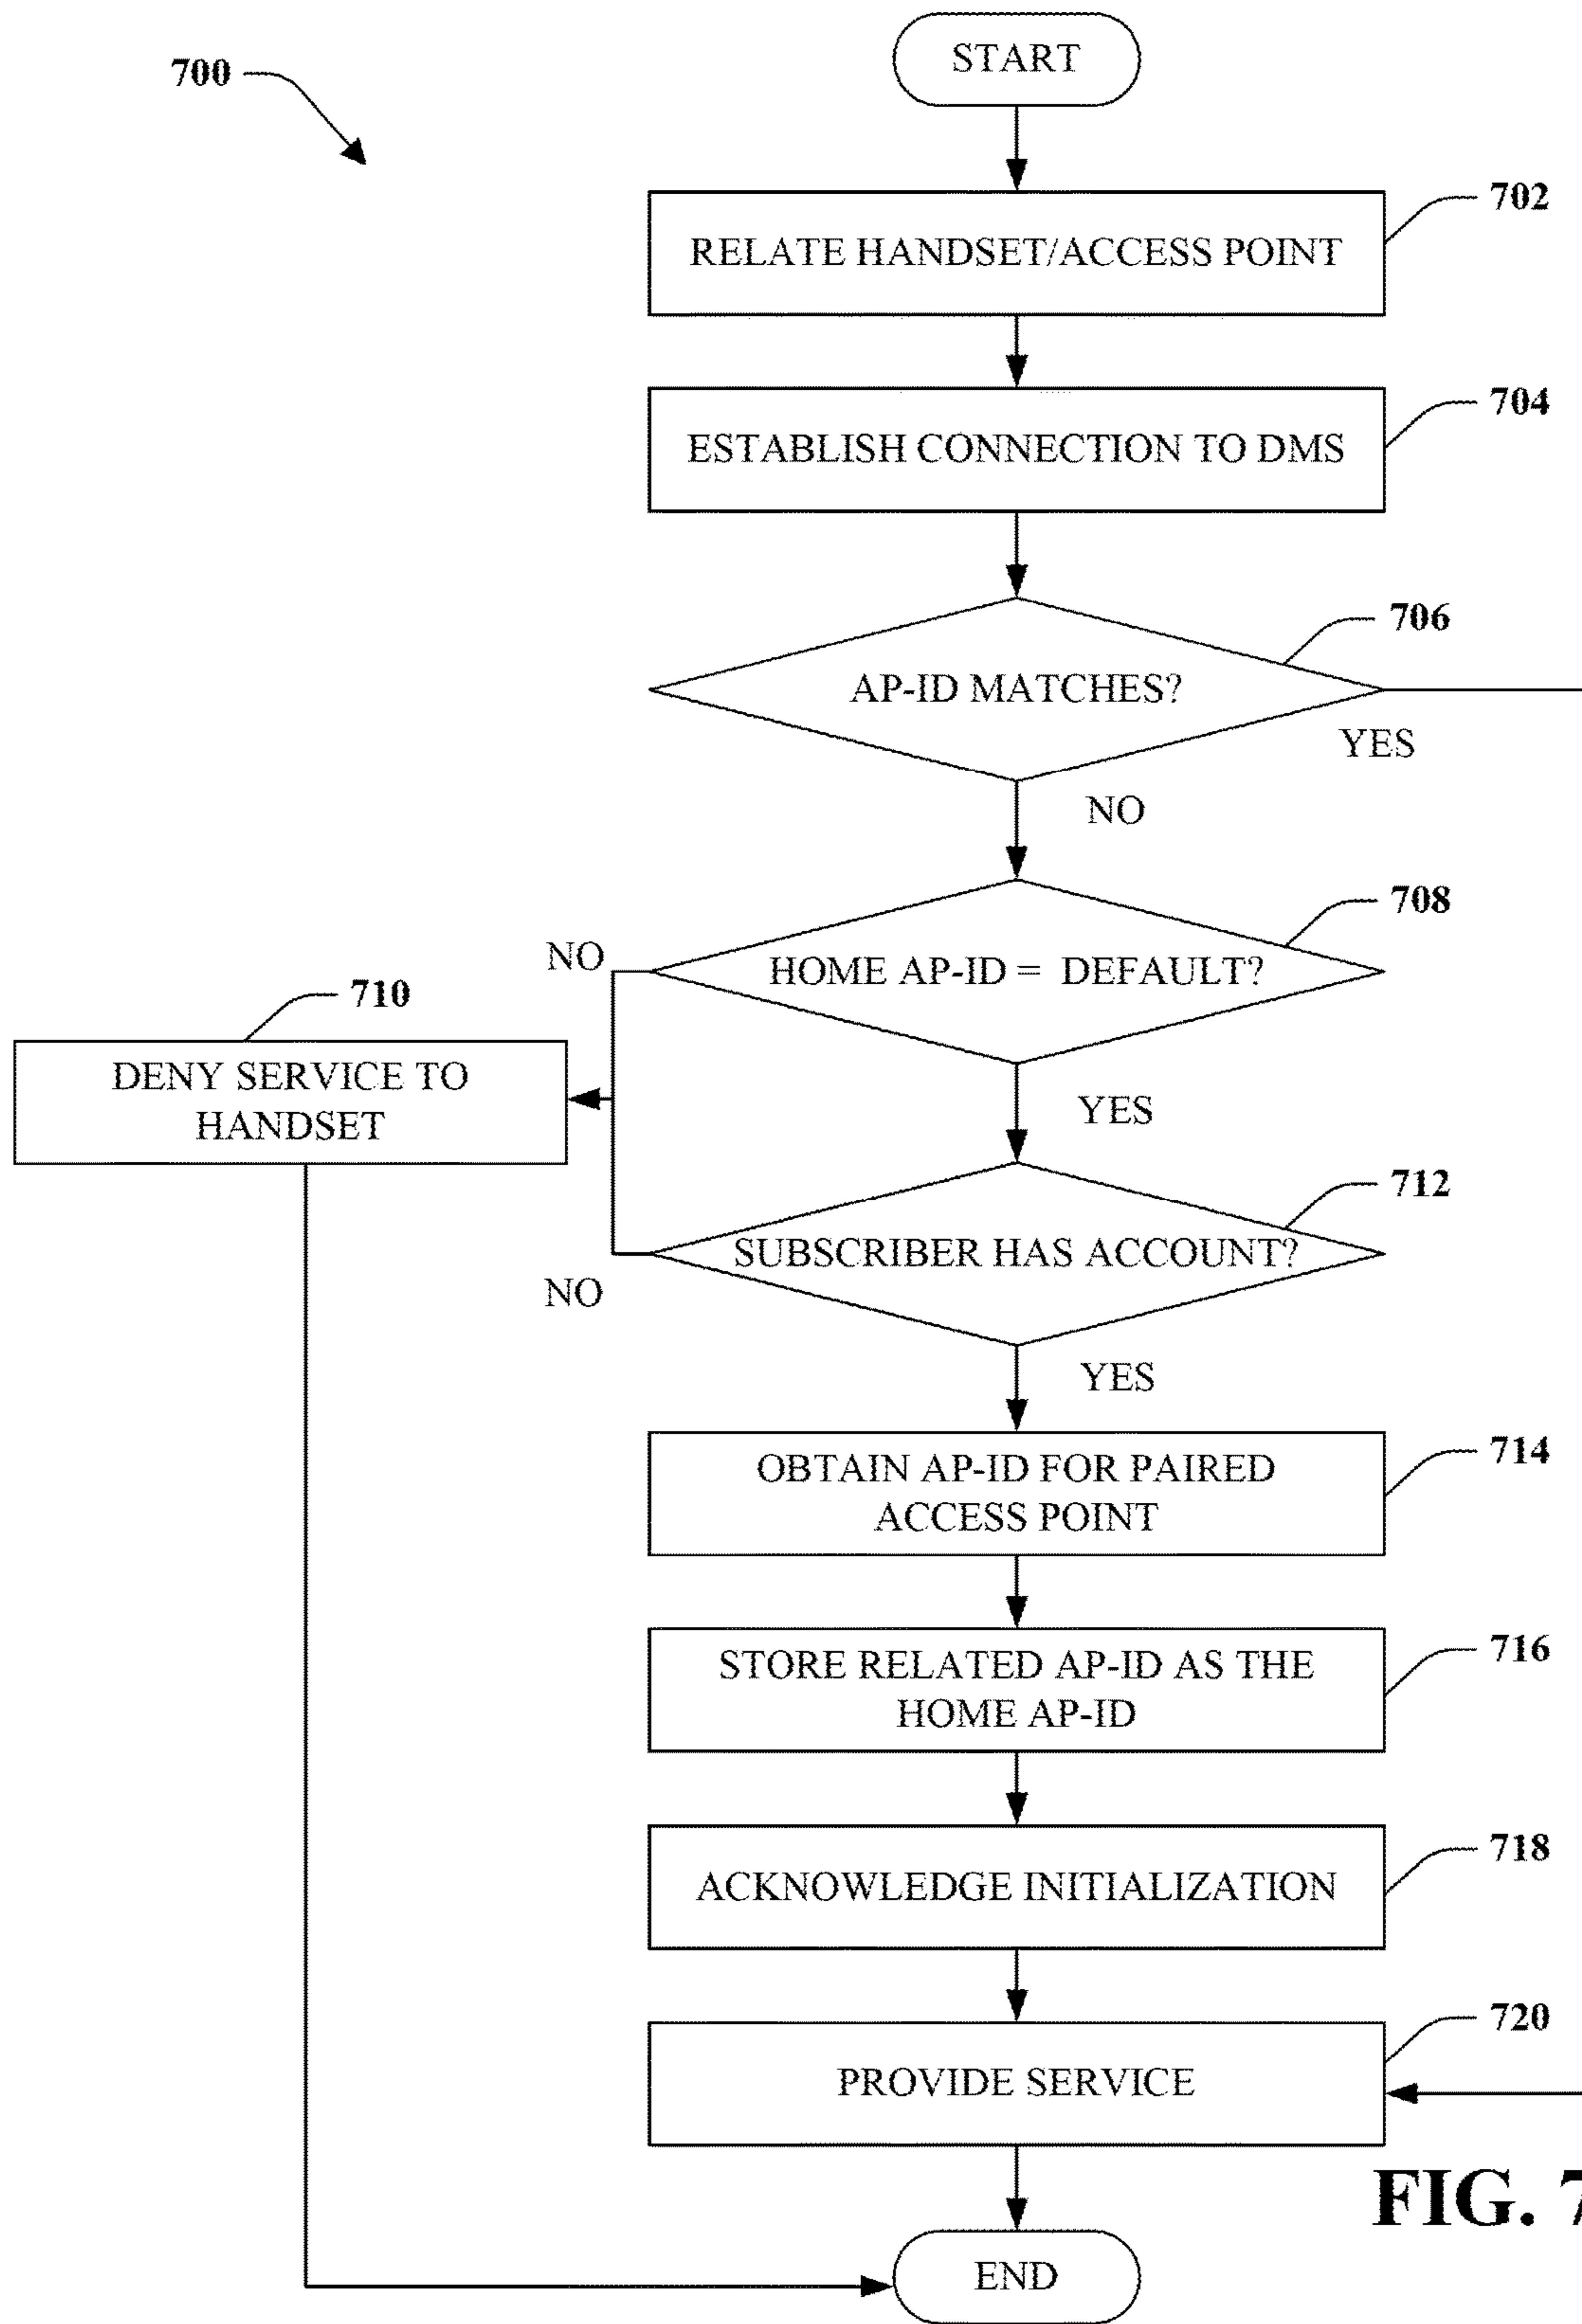 START
700
702
RELATE HANDSET/ACCESS POINT
704
ESTABLISH CONNECTION TO DMS
706
AP-ID MATCHES?
YES
NO
708
NO
HOME AP-ID = DEFAULT?
710
DENY SERVICE TO
HANDSET
YES
712
SUBSCRIBER HAS ACCOUNT?
NO
YES
714
OBTAIN AP-ID FOR PAIRED
ACCESS POINT
716
STORE RELATED AP-ID AS THE
HOME AP-ID
718
ACKNOWLEDGE INITIALIZATION
720
PROVIDE SERVICE
FIG. 7
END